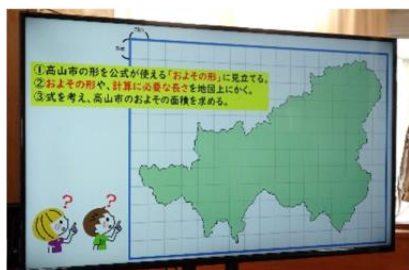 ①高山市の形を公式が使える「およその形」に見立てる。
②およその形や、計算に必要な長さを地図上にかく。
③式を考え、高山市のおよその面積を求める。
?
?